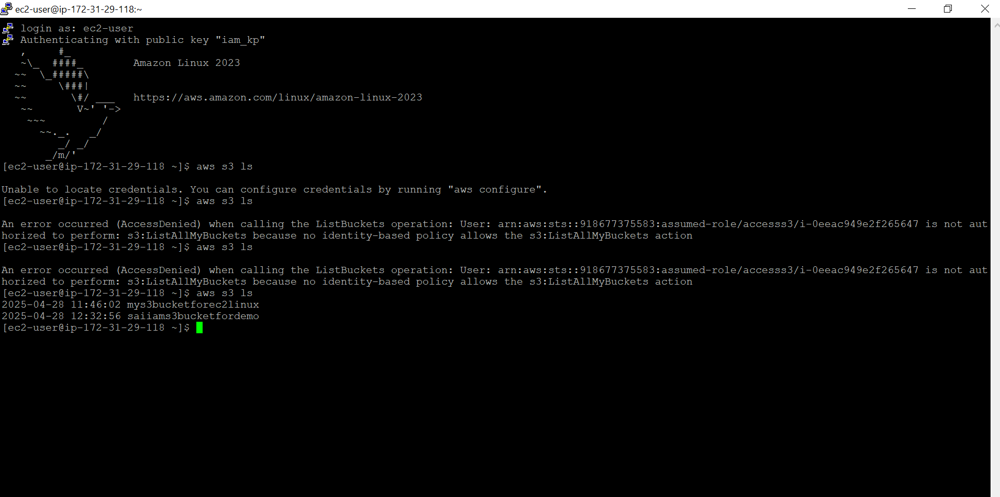 ec2-user@ip-172-31-29-118:~
login as: ec2-user
Authenticating with public key "iam_kp"
   ,     #_
   ~\_  ####_        Amazon Linux 2023
  ~~  \_#####\
  ~~     \###|
  ~~       \#/ ___   https://aws.amazon.com/linux/amazon-linux-2023
   ~~       V~' '->
    ~~~         /
      ~~._.   _/
         _/ _/
       _/m/'
[ec2-user@ip-172-31-29-118 ~]$ aws s3 ls
Unable to locate credentials. You can configure credentials by running "aws configure".
[ec2-user@ip-172-31-29-118 ~]$ aws s3 ls
An error occurred (AccessDenied) when calling the ListBuckets operation: User: arn:aws:sts::918677375583:assumed-role/accesss3/i-0eeac949e2f265647 is not aut
horized to perform: s3:ListAllMyBuckets because no identity-based policy allows the s3:ListAllMyBuckets action
[ec2-user@ip-172-31-29-118 ~]$ aws s3 ls
An error occurred (AccessDenied) when calling the ListBuckets operation: User: arn:aws:sts::918677375583:assumed-role/accesss3/i-0eeac949e2f265647 is not aut
horized to perform: s3:ListAllMyBuckets because no identity-based policy allows the s3:ListAllMyBuckets action
[ec2-user@ip-172-31-29-118 ~]$ aws s3 ls
2025-04-28 11:46:02 mys3bucketforec2linux
2025-04-28 12:32:56 saiiams3bucketfordemo
[ec2-user@ip-172-31-29-118 ~]$